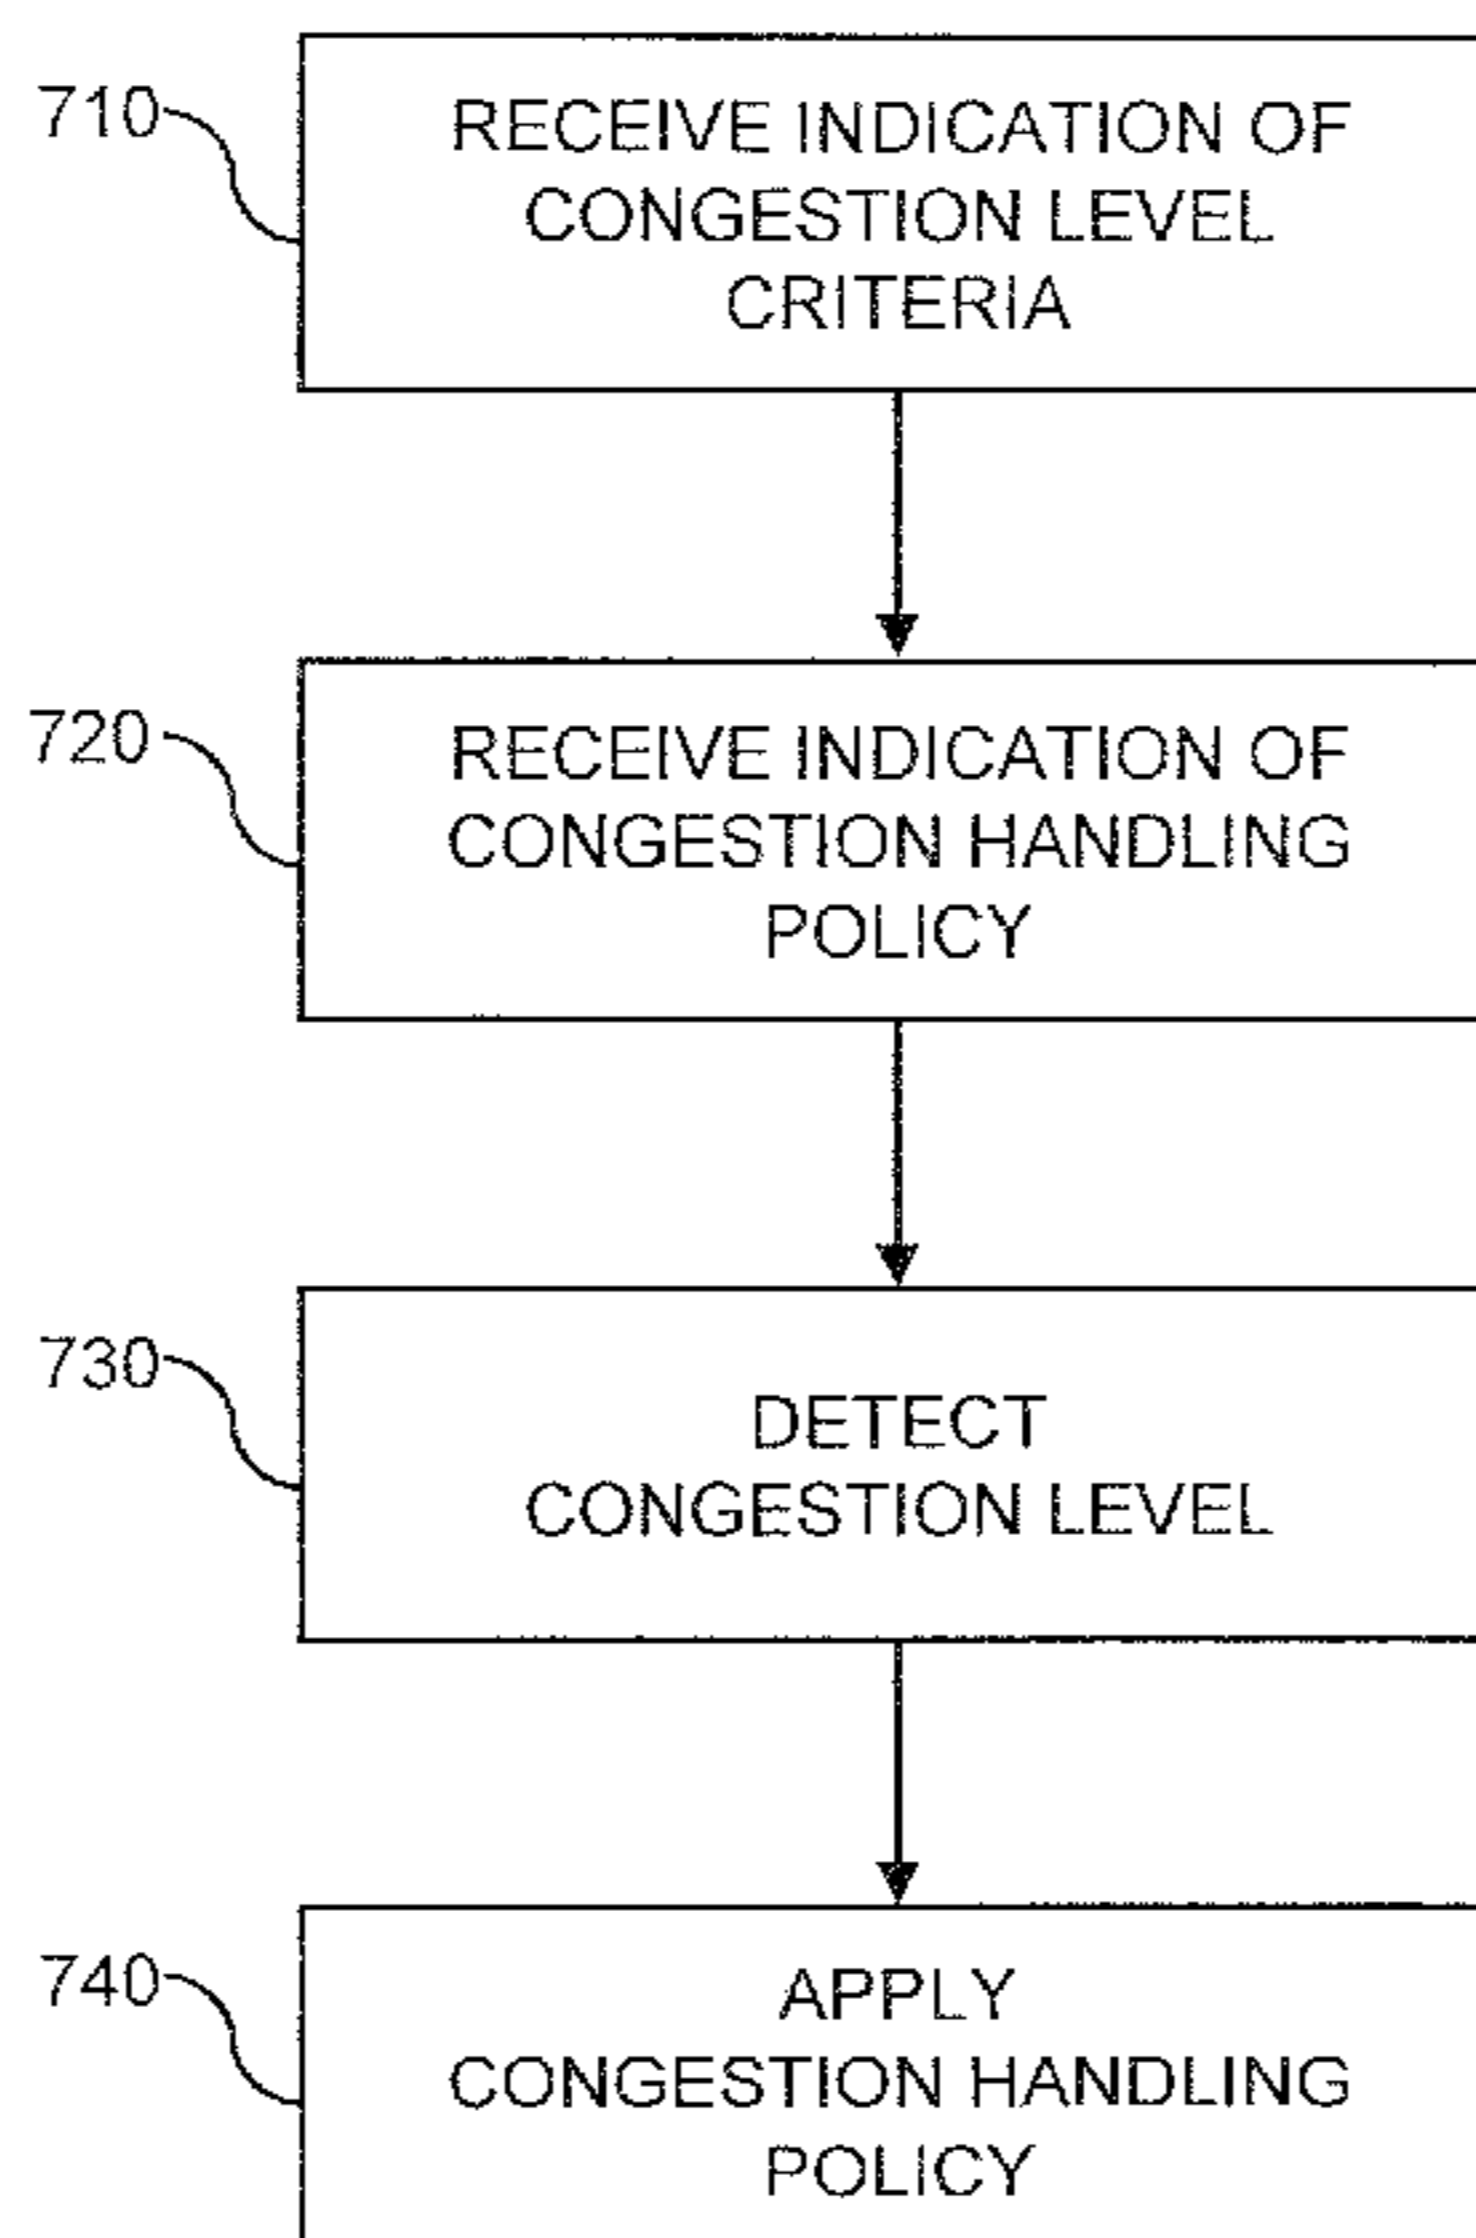 710
RECEIVE INDICATION OF
CONGESTION LEVEL
CRITERIA
720
RECEIVE INDICATION OF
CONGESTION HANDLING
POLICY
730
DETECT
CONGESTION LEVEL
740
APPLY
CONGESTION HANDLING
POLICY